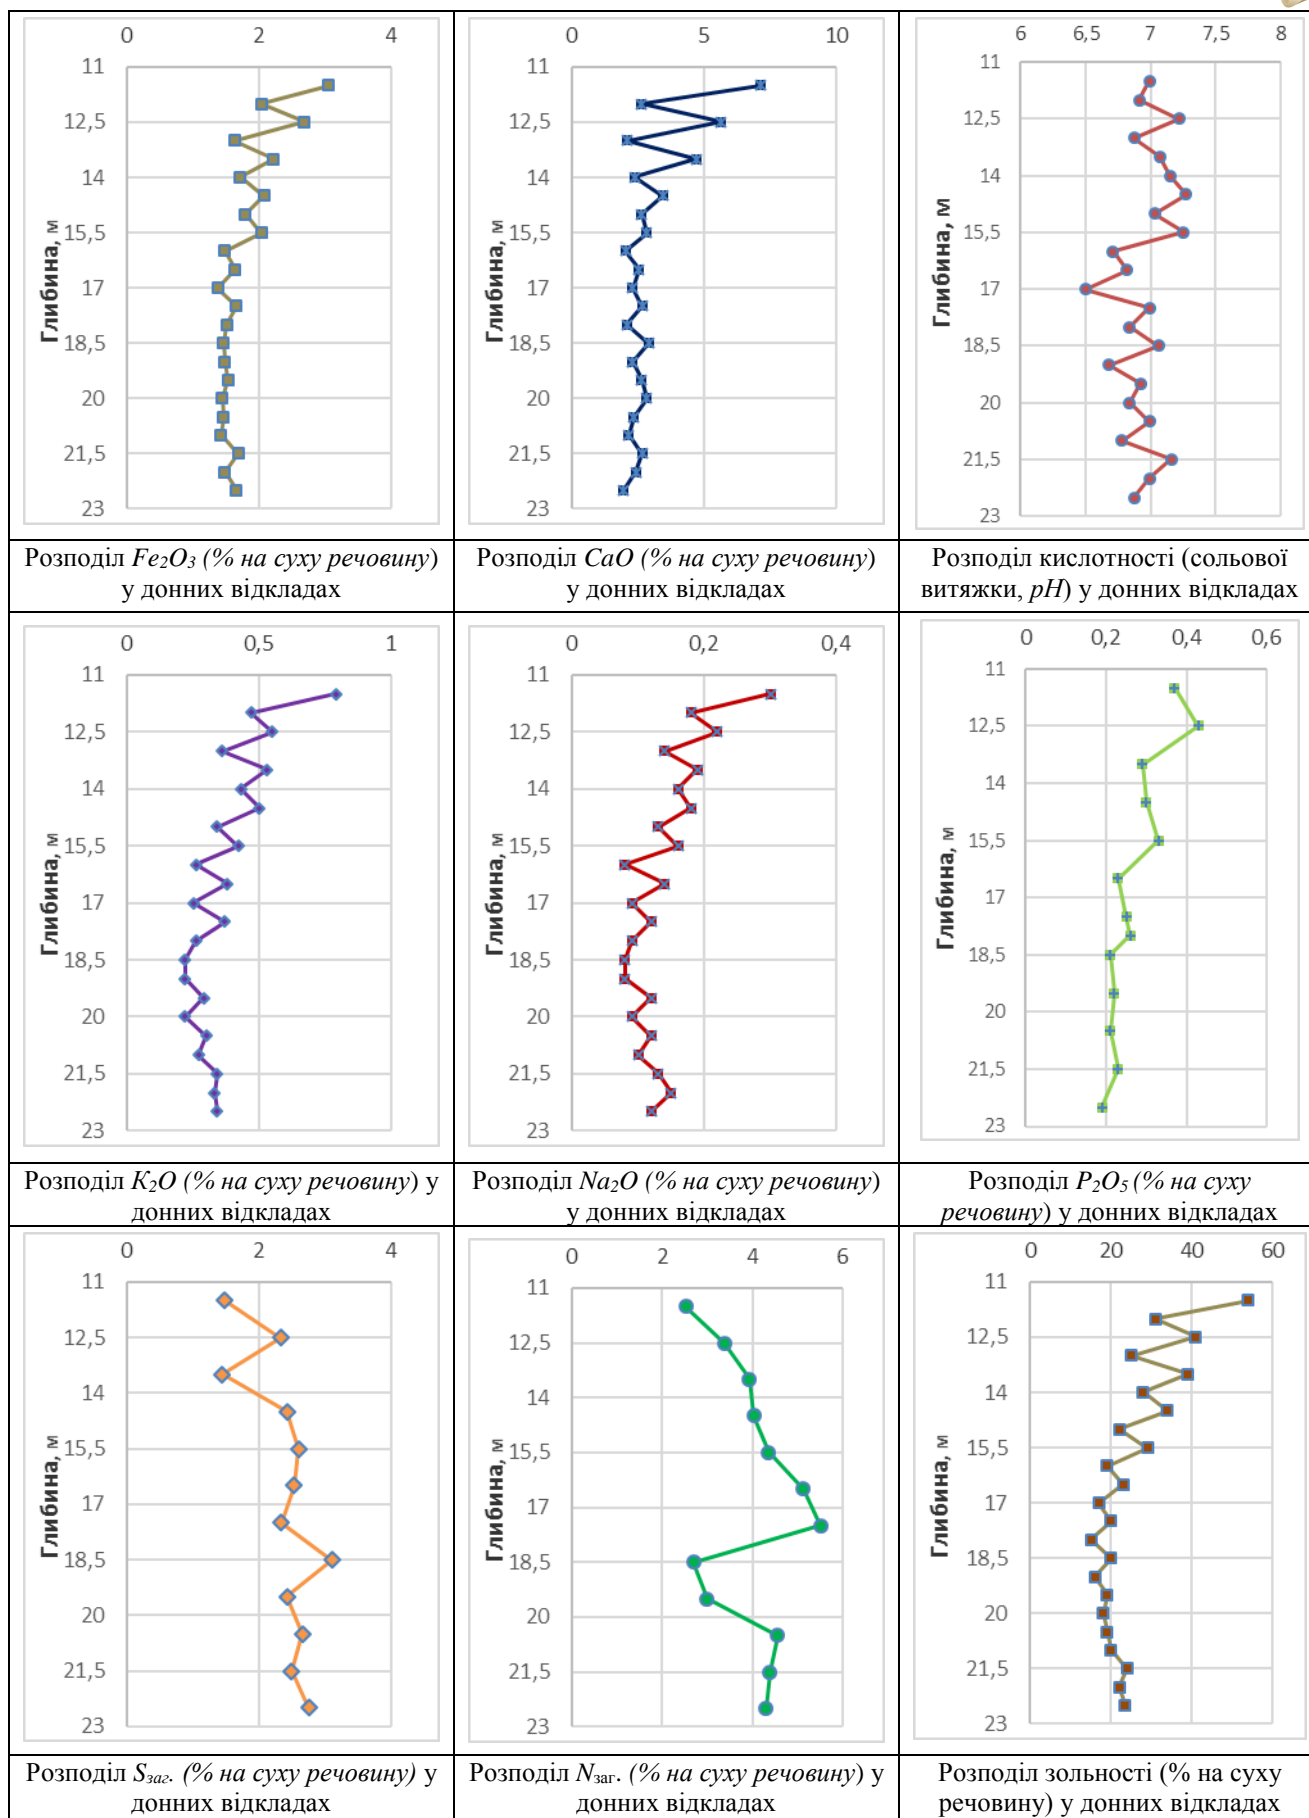 0 2 4
11
12,5
14
15,5
17
18,5
20
21,5
23
Глибина, м
Розподіл Fe₂O₃ (% на суху речовину)
у донних відкладах
0 5 10
11
12,5
14
15,5
17
18,5
20
21,5
23
Глибина, м
Розподіл CaO (% на суху речовину)
у донних відкладах
6 6,5 7 7,5 8
11
12,5
14
15,5
17
18,5
20
21,5
23
Глибина, м
Розподіл кислотності (сольової
витяжки, pH) у донних відкладах
0 0,5 1
11
12,5
14
15,5
17
18,5
20
21,5
23
Глибина, м
Розподіл K₂O (% на суху речовину) у
донних відкладах
0 0,2 0,4
11
12,5
14
15,5
17
18,5
20
21,5
23
Глибина, м
Розподіл Na₂O (% на суху речовину)
у донних відкладах
0 0,2 0,4 0,6
11
12,5
14
15,5
17
18,5
20
21,5
23
Глибина, м
Розподіл P₂O₅ (% на суху
речовину) у донних відкладах
0 2 4
11
12,5
14
15,5
17
18,5
20
21,5
23
Глибина, м
Розподіл Sзаг. (% на суху речовину) у
донних відкладах
0 2 4 6
11
12,5
14
15,5
17
18,5
20
21,5
23
Глибина, м
Розподіл Nзаг. (% на суху речовину) у
донних відкладах
0 20 40 60
11
12,5
14
15,5
17
18,5
20
21,5
23
Глибина, м
Розподіл зольності (% на суху
речовину) у донних відкладах